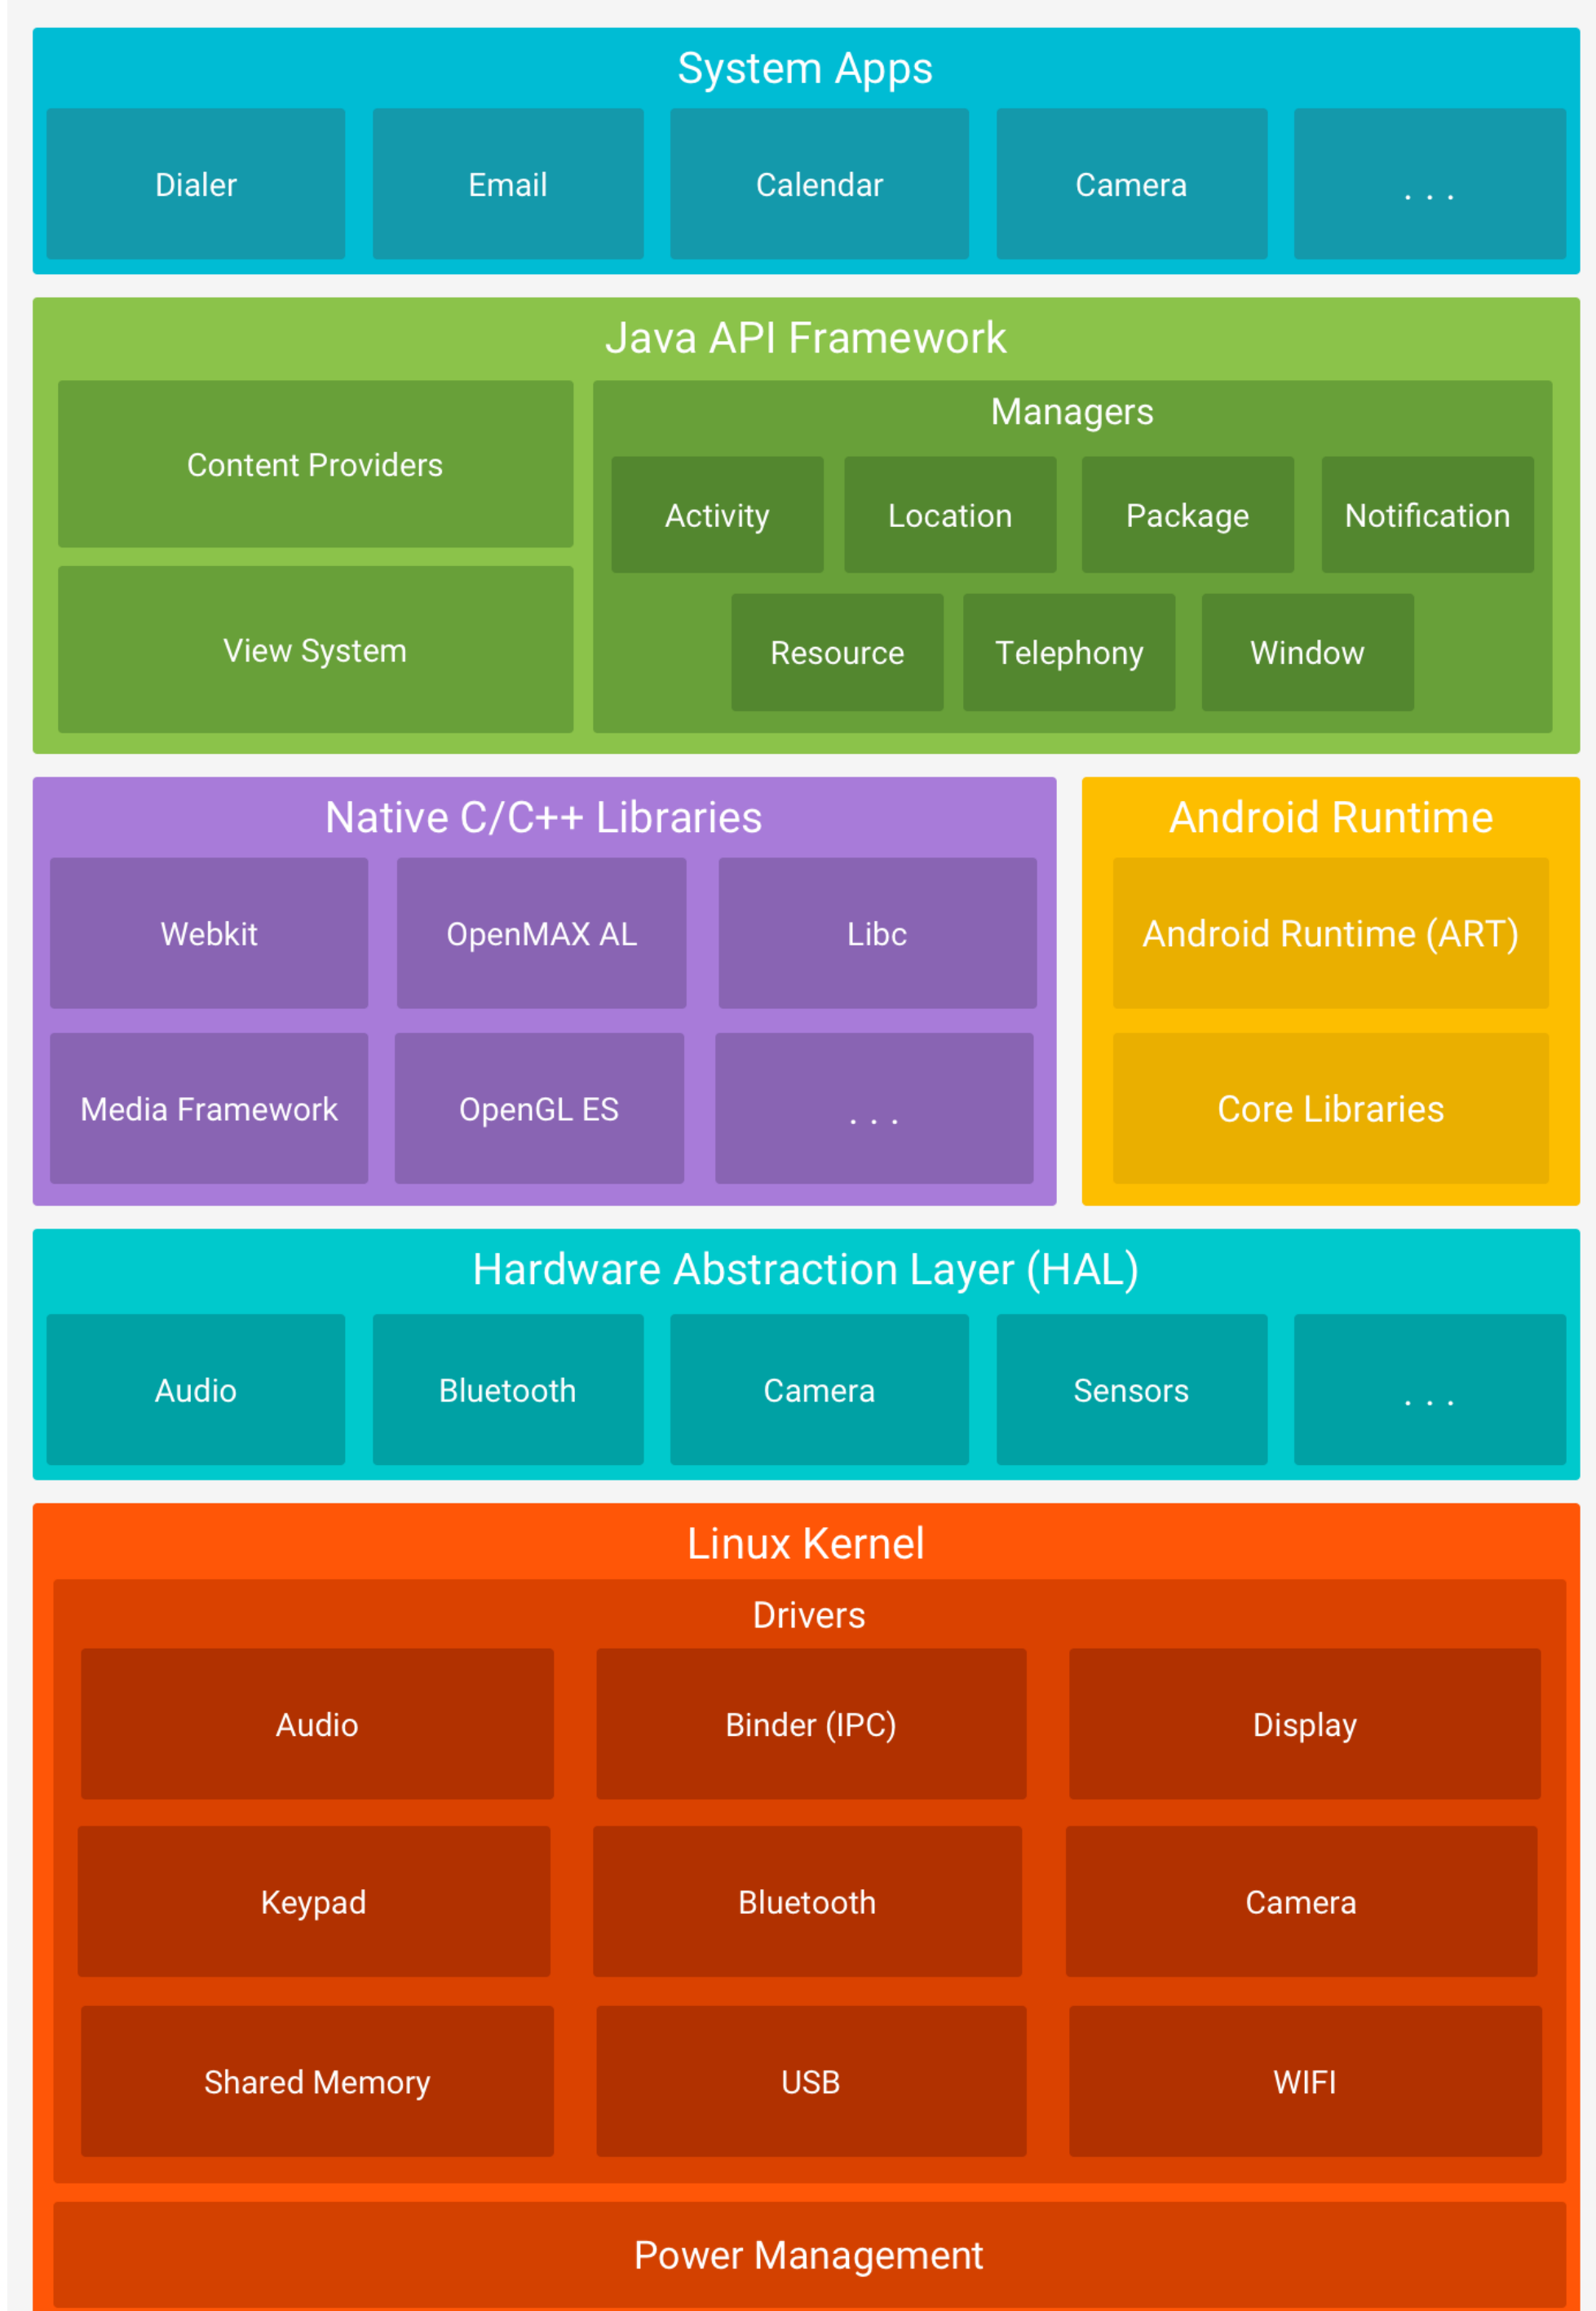 System Apps
Dialer
Email
Calendar
Camera
. . .
Java API Framework
Content Providers
View System
Managers
Activity
Location
Package
Notification
Resource
Telephony
Window
Native C/C++ Libraries
Webkit
OpenMAX AL
Libc
Media Framework
OpenGL ES
. . .
Android Runtime
Android Runtime (ART)
Core Libraries
Hardware Abstraction Layer (HAL)
Audio
Bluetooth
Camera
Sensors
. . .
Linux Kernel
Drivers
Audio
Binder (IPC)
Display
Keypad
Bluetooth
Camera
Shared Memory
USB
WIFI
Power Management